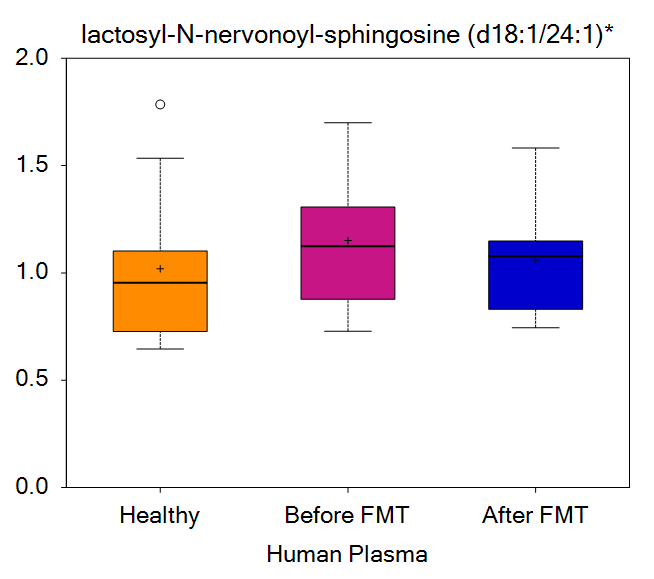 lactosyl-N-nervonoyl-sphingosine (d18:1/24:1)*
2.0
1.5
1.0
0.5
0.0
Healthy Before FMT After FMT
Human Plasma